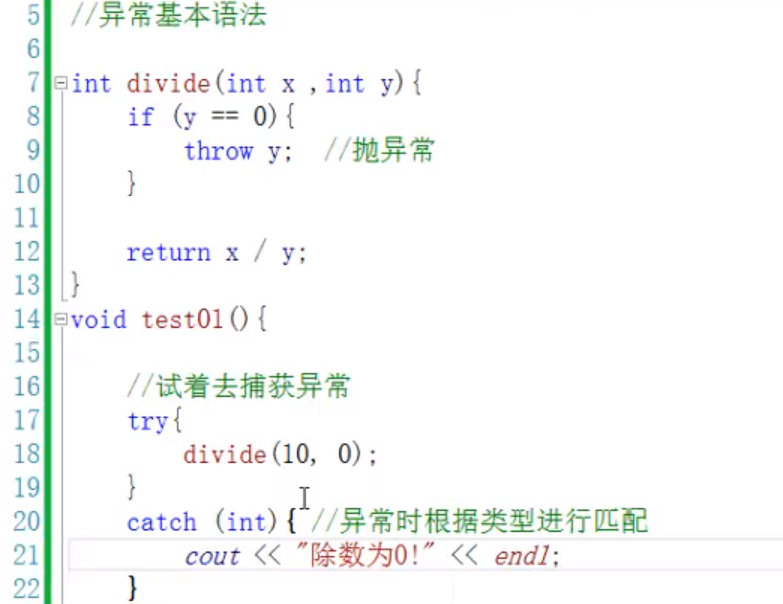 5 //异常基本语法
6
7 int divide(int x ,int y){
8 if (y == 0){
9 throw y; //抛异常
10 }
11
12 return x / y;
13 }
14 void test01(){
15
16 //试着去捕获异常
17 try{
18 divide(10, 0);
19 }
20 catch (int){ //异常时根据类型进行匹配
21 cout << "除数为0!" << endl;
22 }